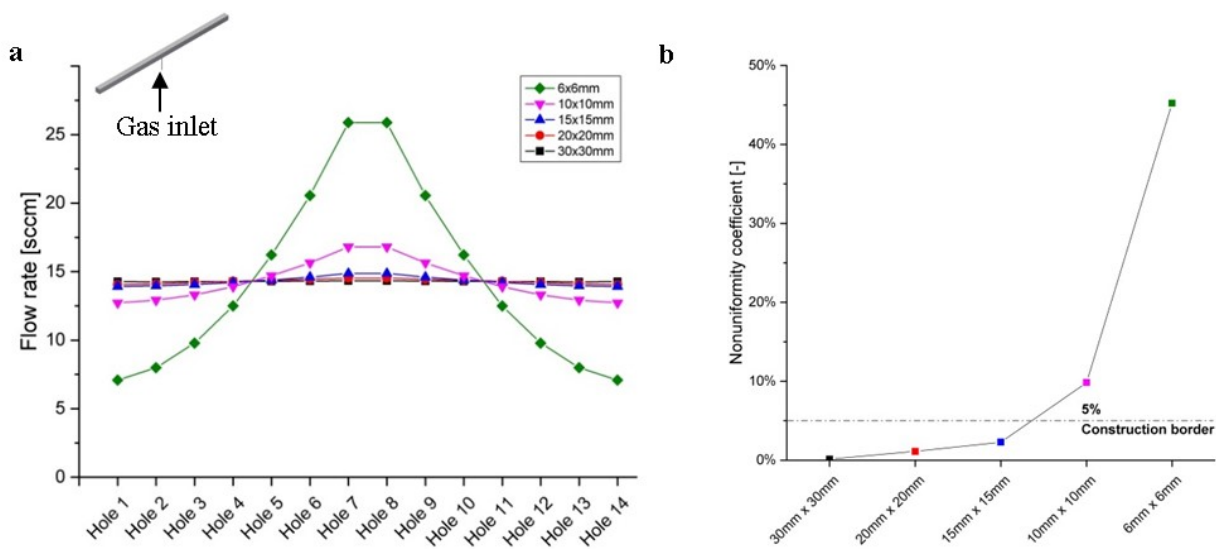 a
Gas inlet
Flow rate [sccm]
25
20
15
10
5
0
6x6mm
10x10mm
15x15mm
20x20mm
30x30mm
Hole 1
Hole 2
Hole 3
Hole 4
Hole 5
Hole 6
Hole 7
Hole 8
Hole 9
Hole 10
Hole 11
Hole 12
Hole 13
Hole 14
b
Nonuniformity coefficient [-]
50%
40%
30%
20%
10%
0%
5%
Construction border
30mm x 30mm
20mm x 20mm
15mm x 15mm
10mm x 10mm
6mm x 6mm